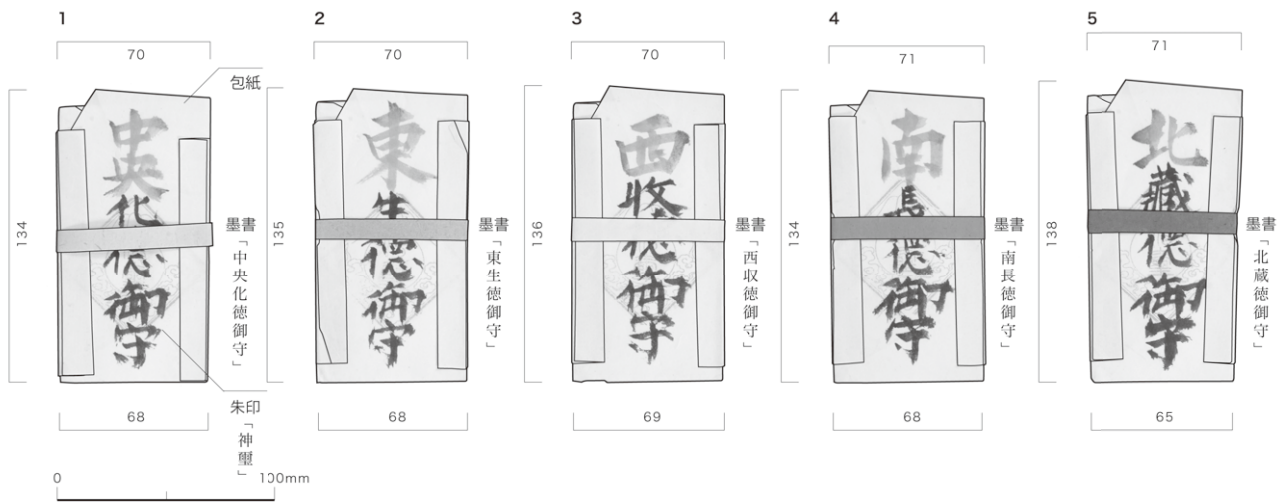 1
70
包紙
134
中央
化
徳
御
守
墨書「中央化徳御守」
68
朱印「神璽」
2
70
135
東
生
徳
御
守
墨書「東生徳御守」
68
3
70
136
西
收
徳
御
守
墨書「西収徳御守」
69
4
71
134
南
長
徳
御
守
墨書「南長徳御守」
68
5
71
138
北
藏
徳
御
守
墨書「北蔵徳御守」
65
0
100mm